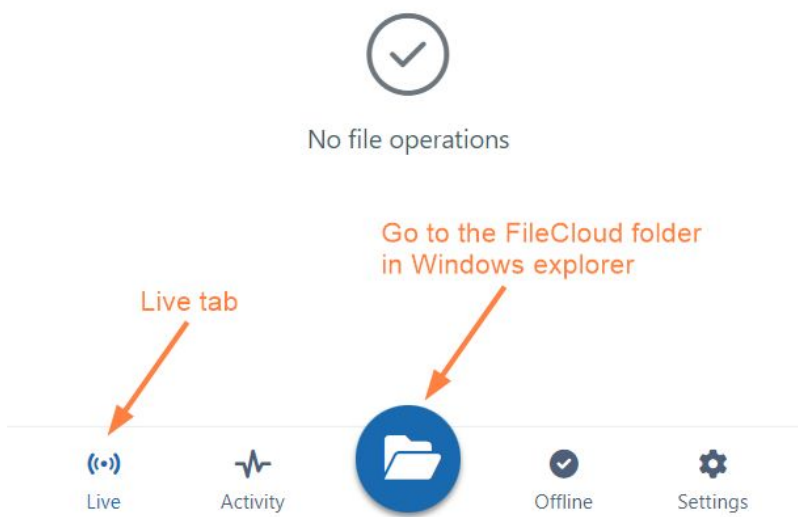 No file operations
Go to the FileCloud folder
in Windows explorer
Live tab
Live
Activity
Offline
Settings